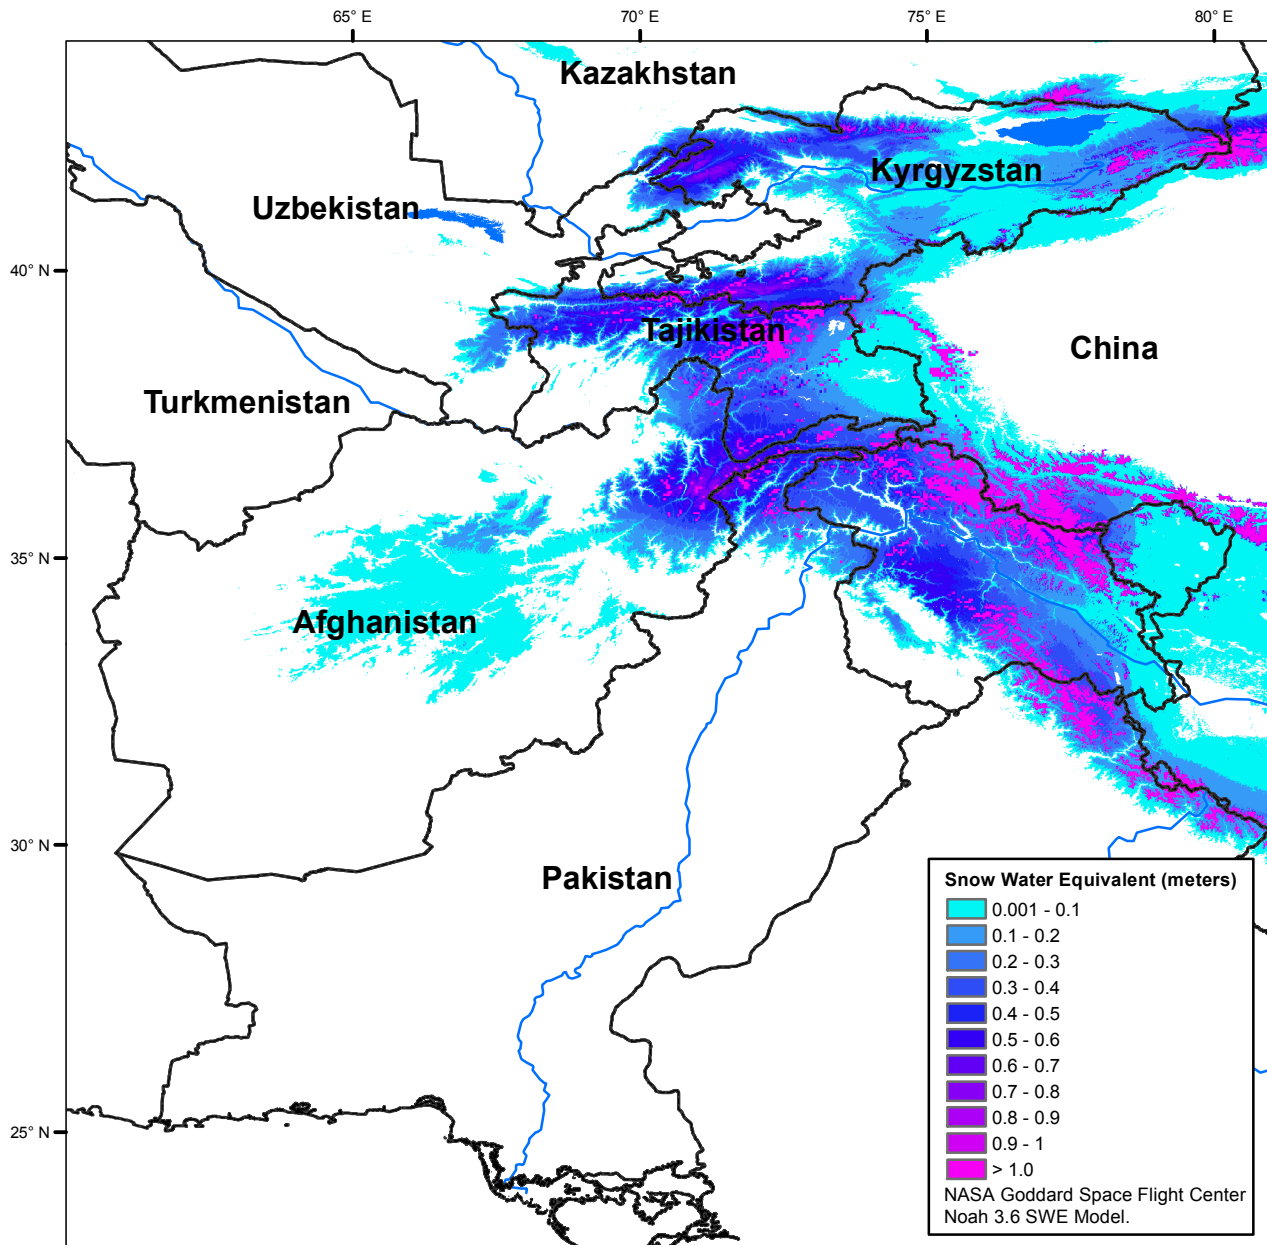 65° E
70° E
75° E
80° E
Kazakhstan
Kyrgyzstan
Uzbekistan
40° N
Tajikistan
China
Turkmenistan
35° N
Afghanistan
30° N
Pakistan
25° N
Snow Water Equivalent (meters)
0.001 - 0.1
0.1 - 0.2
0.2 - 0.3
0.3 - 0.4
0.4 - 0.5
0.5 - 0.6
0.6 - 0.7
0.7 - 0.8
0.8 - 0.9
0.9 - 1
> 1.0
NASA Goddard Space Flight Center
Noah 3.6 SWE Model.